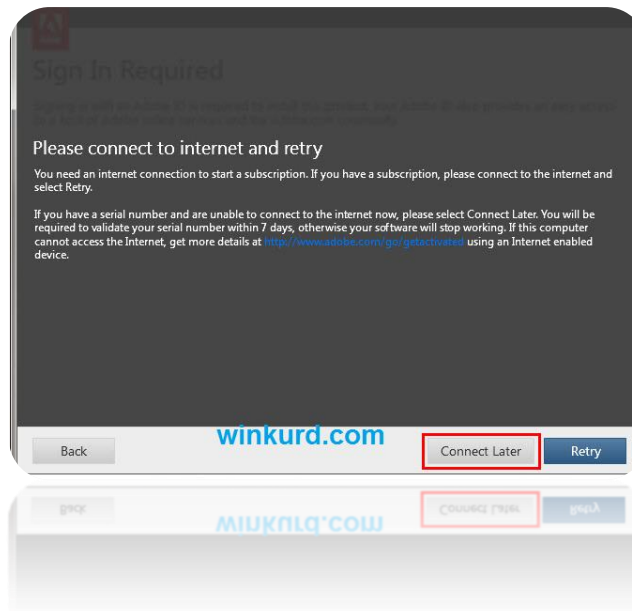 Sign In Required
Please connect to internet and retry
You need an internet connection to start a subscription. If you have a subscription, please connect to the internet and
select Retry.
If you have a serial number and are unable to connect to the internet now, please select Connect Later. You will be
required to validate your serial number within 7 days, otherwise your software will stop working. If this computer
cannot access the Internet, get more details at http://www.adobe.com/go/getactivated using an Internet enabled
device.
winkurd.com
Back
Connect Later
Retry